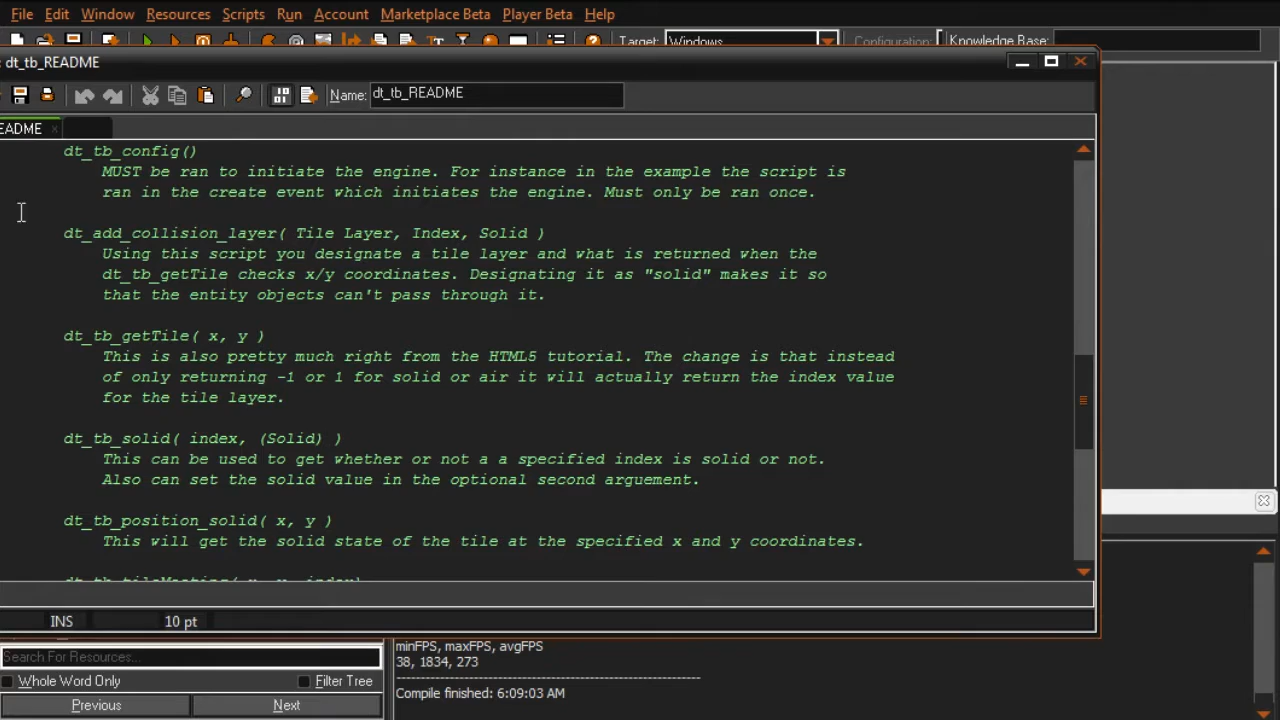 File Edit Window Resources Scripts Run Account Marketplace Beta Player Beta Help
Target: Windows Configuration: Knowledge Base:
dt_tb_README
Name: dt_tb_README
EADME
dt_tb_config()
MUST be ran to initiate the engine. For instance in the example the script is
ran in the create event which initiates the engine. Must only be ran once.
dt_add_collision_layer( Tile Layer, Index, Solid )
Using this script you designate a tile layer and what is returned when the
dt_tb_getTile checks x/y coordinates. Designating it as "solid" makes it so
that the entity objects can't pass through it.
dt_tb_getTile( x, y )
This is also pretty much right from the HTML5 tutorial. The change is that instead
of only returning -1 or 1 for solid or air it will actually return the index value
for the tile layer.
dt_tb_solid( index, (Solid) )
This can be used to get whether or not a a specified index is solid or not.
Also can set the solid value in the optional second arguement.
dt_tb_position_solid( x, y )
This will get the solid state of the tile at the specified x and y coordinates.
INS 10 pt
minFPS, maxFPS, avgFPS
38, 1834, 273
Search For Resources...
Whole Word Only Filter Tree
Compile finished: 6:09:03 AM
Previous Next